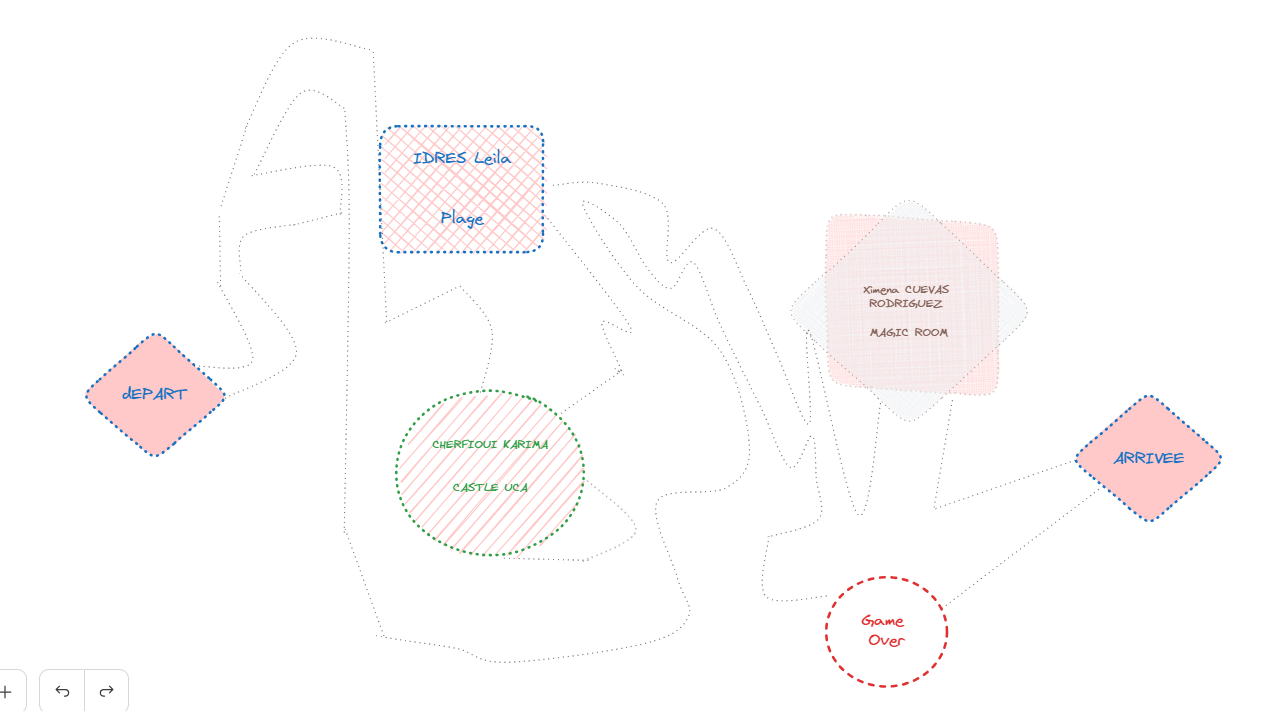 IDRES Leila
Plage
Ximena CUEVAS
RODRIGUEZ
MAGIC ROOM
dEPART
CHERFIOUI KARIMA
CASTLE UCA
ARRIVEE
Game
Over